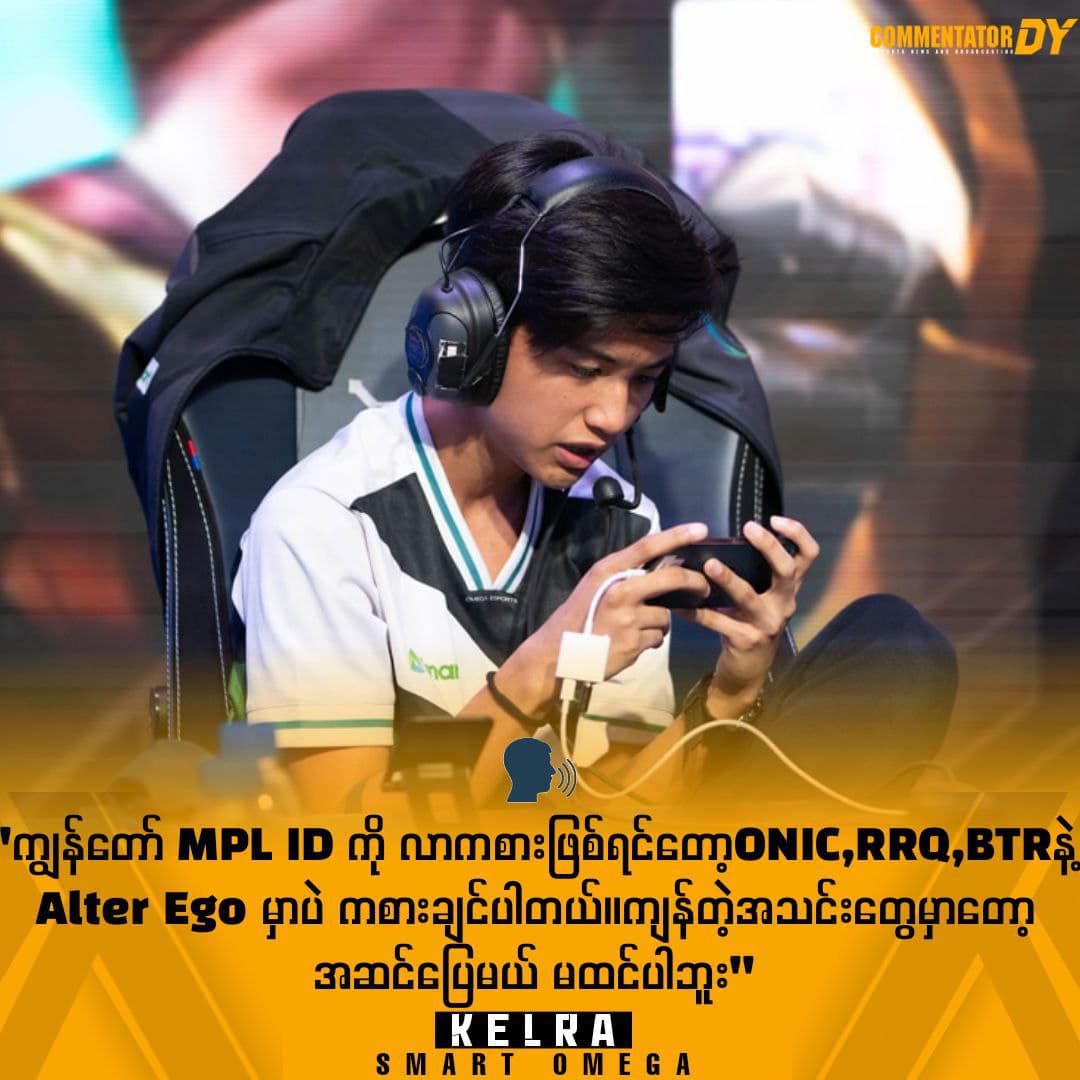 COMMENTATOR DY
OMEGA ESPORTS
"ကျွန်တော် MPL ID ကို လာကစားဖြစ်ရင်တော့ONIC,RRQ,BTRနဲ့
Alter Ego မှာပဲ ကစားချင်ပါတယ်။ကျန်တဲ့အသင်းတွေမှာတော့
အဆင်ပြေမယ် မထင်ပါဘူး"
KELRA
SMART OMEGA